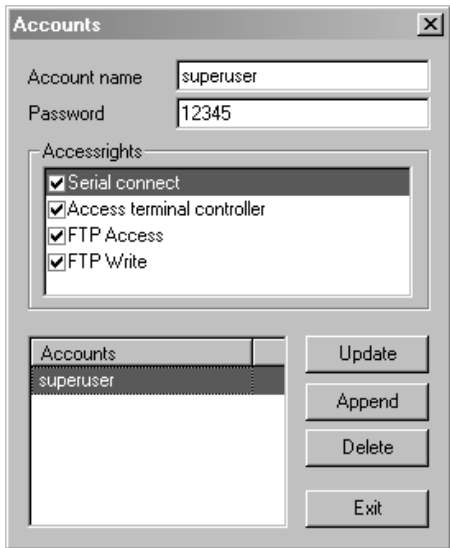 Accounts
Account name superuser
Password 12345
Accessrights
Serial connect
Access terminal controller
FTP Access
FTP Write
Accounts
superuser
Update
Append
Delete
Exit